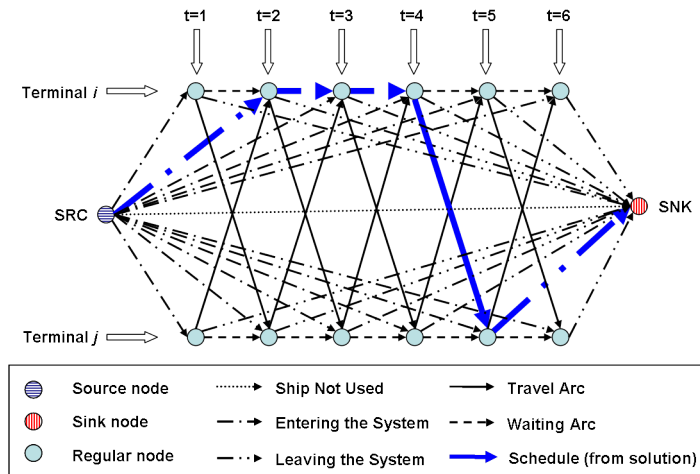 t=1 t=2 t=3 t=4 t=5 t=6
Terminal i
SRC
SNK
Terminal j
Source node Ship Not Used Travel Arc
Sink node Entering the System Waiting Arc
Regular node Leaving the System Schedule (from solution)